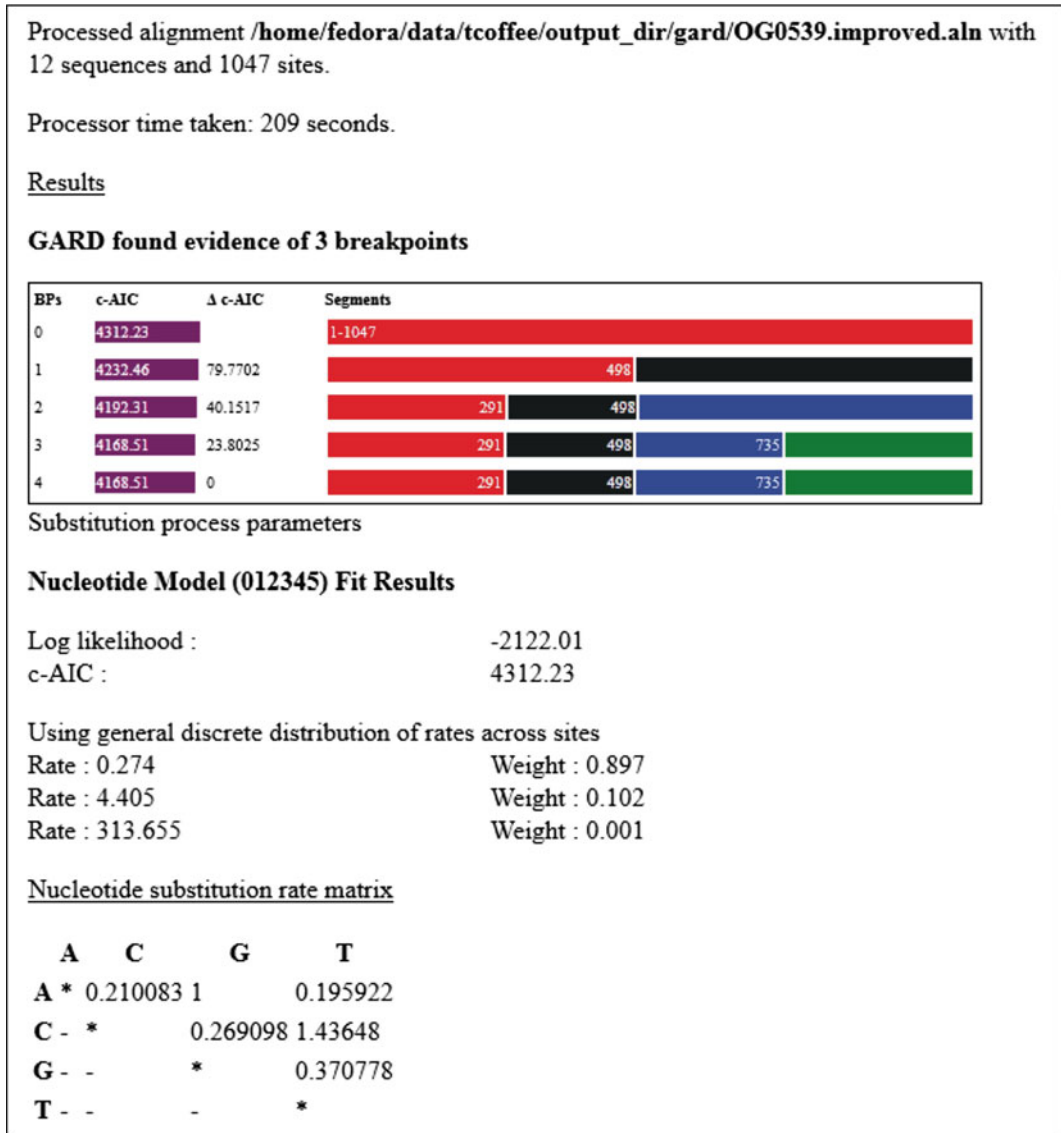 Processed alignment /home/fedora/data/tcoffee/output_dir/gard/OG0539.improved.aln with
12 sequences and 1047 sites.
Processor time taken: 209 seconds.
Results
GARD found evidence of 3 breakpoints
BPs c-AIC Δ c-AIC Segments
0 4312.23 1-1047
1 4232.46 79.7702 498
2 4192.31 40.1517 291 498
3 4168.51 23.8025 291 498 735
4 4168.51 0 291 498 735
Substitution process parameters
Nucleotide Model (012345) Fit Results
Log likelihood : -2122.01
c-AIC : 4312.23
Using general discrete distribution of rates across sites
Rate : 0.274 Weight : 0.897
Rate : 4.405 Weight : 0.102
Rate : 313.655 Weight : 0.001
Nucleotide substitution rate matrix
A C G T
A * 0.210083 1 0.195922
C - * 0.269098 1.43648
G - - * 0.370778
T - - - *